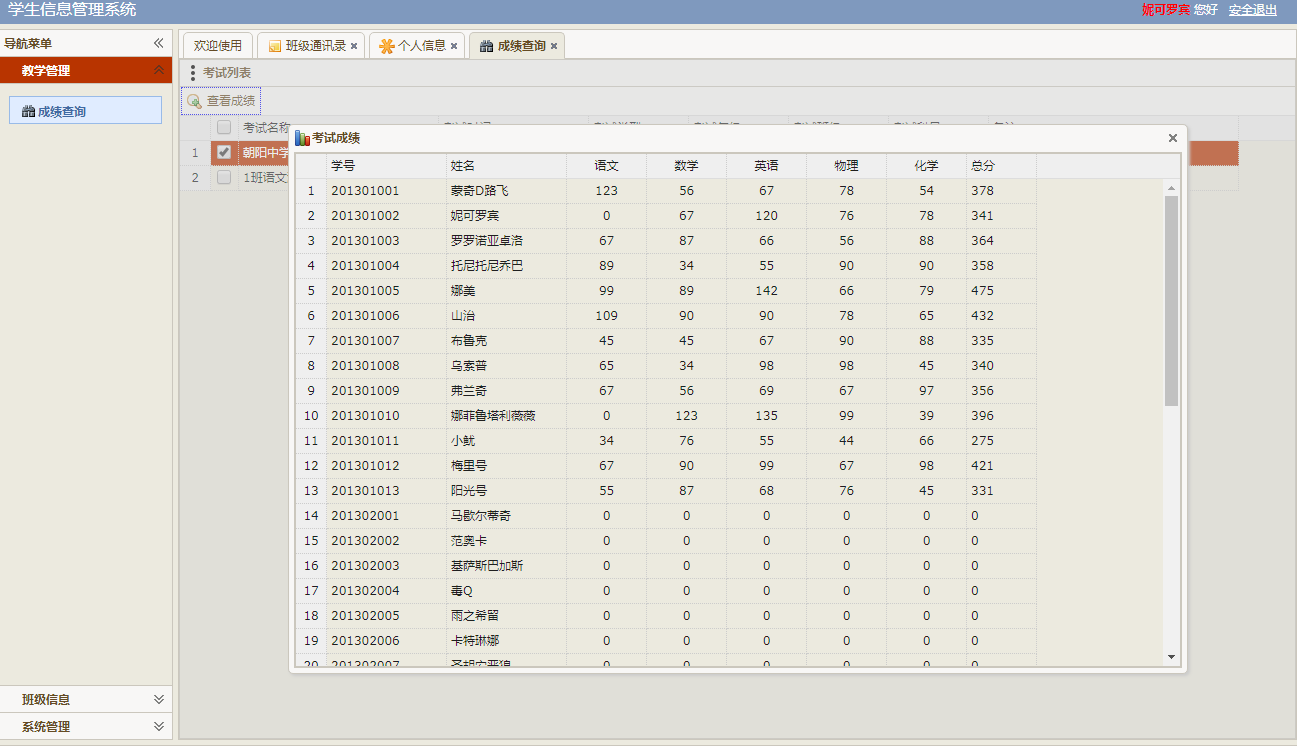 学生信息管理系统
妮可罗宾 您好 安全退出
导航菜单
欢迎使用 班级通讯录 个人信息 成绩查询
教学管理
考试列表
成绩查询
查看成绩
考试名称
考试成绩
1 朝阳中学
2 1班语文
学号 姓名 语文 数学 英语 物理 化学 总分
1 201301001 蒙奇D路飞 123 56 67 78 54 378
2 201301002 妮可罗宾 0 67 120 76 78 341
3 201301003 罗罗诺亚卓洛 67 87 66 56 88 364
4 201301004 托尼托尼乔巴 89 34 55 90 90 358
5 201301005 娜美 99 89 142 66 79 475
6 201301006 山治 109 90 90 78 65 432
7 201301007 布鲁克 45 45 67 90 88 335
8 201301008 乌索普 65 34 98 98 45 340
9 201301009 弗兰奇 67 56 69 67 97 356
10 201301010 娜菲鲁塔利薇薇 0 123 135 99 39 396
11 201301011 小鱿 34 76 55 44 66 275
12 201301012 梅里号 67 90 99 67 98 421
13 201301013 阳光号 55 87 68 76 45 331
14 201302001 马歇尔蒂奇 0 0 0 0 0 0
15 201302002 范奥卡 0 0 0 0 0 0
16 201302003 基萨斯巴加斯 0 0 0 0 0 0
17 201302004 毒Q 0 0 0 0 0 0
18 201302005 雨之希留 0 0 0 0 0 0
19 201302006 卡特琳娜 0 0 0 0 0 0
20 201302007 0 0 0 0 0 0
班级信息
系统管理